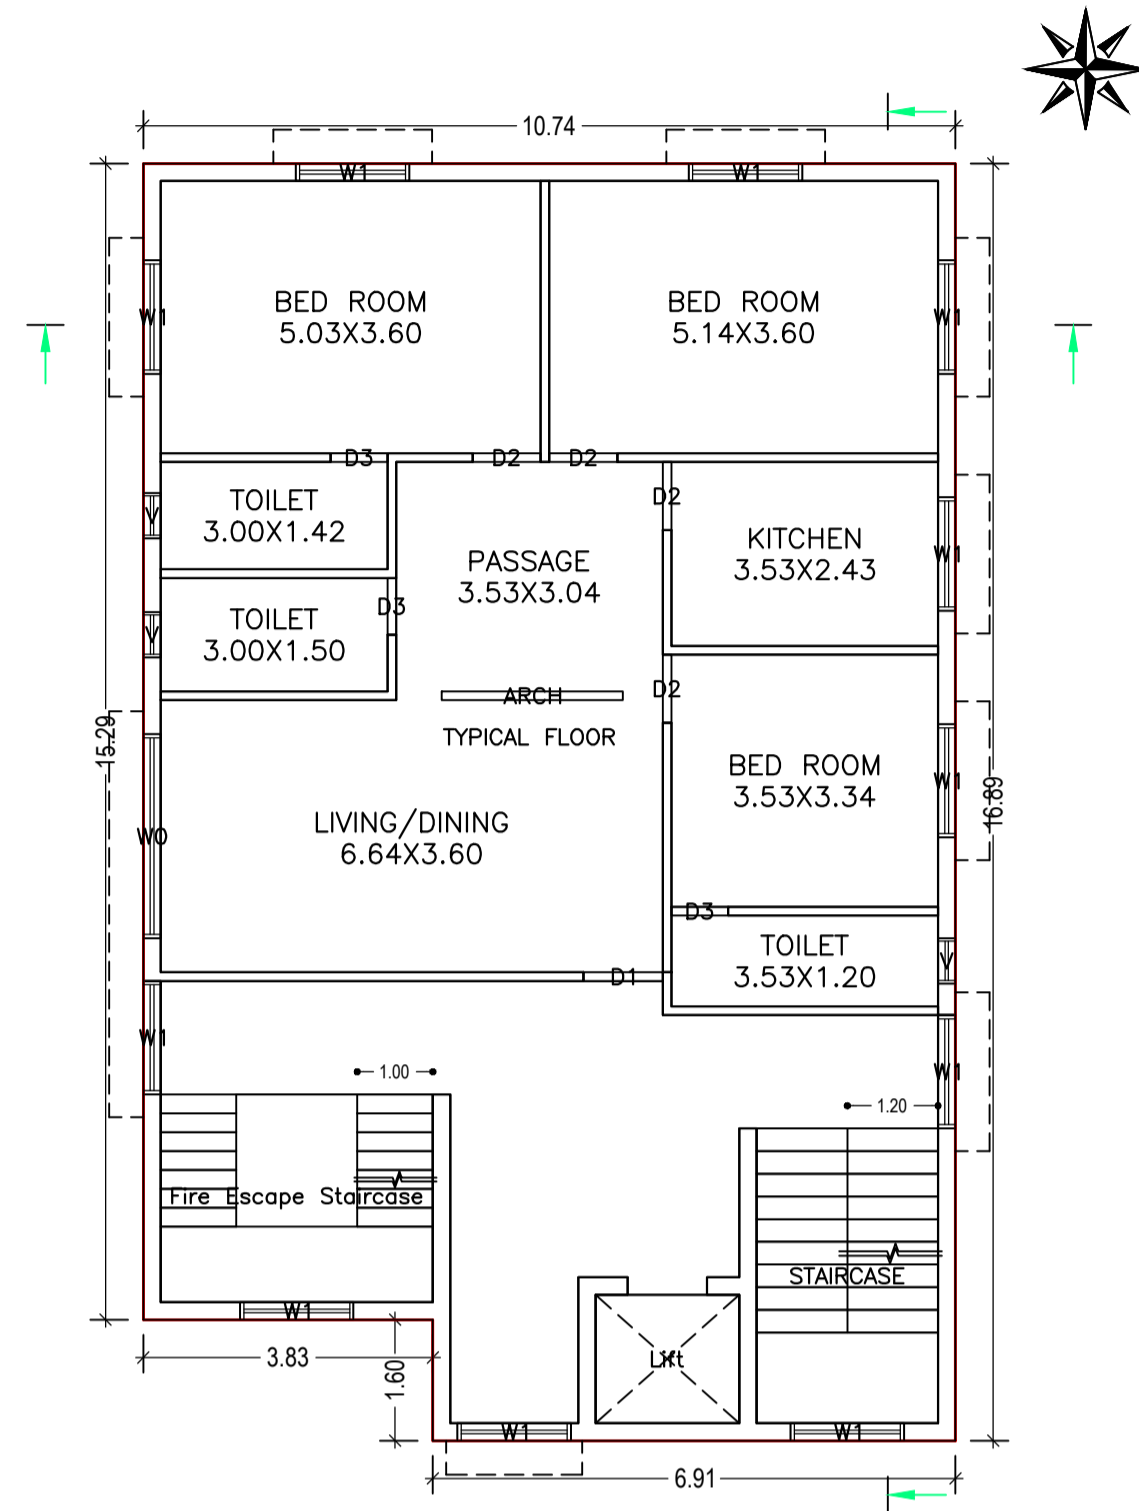 10.74
W1
W1
BED ROOM
5.03X3.60
BED ROOM
5.14X3.60
W1
W1
D3
D2
D2
D2
TOILET
3.00X1.42
V
KITCHEN
3.53X2.43
W1
PASSAGE
3.53X3.04
D3
TOILET
3.00X1.50
V
ARCH
D2
TYPICAL FLOOR
15.29
BED ROOM
3.53X3.34
W1
16.89
LIVING/DINING
6.64X3.60
W0
D3
TOILET
3.53X1.20
V
D1
W1
W1
1.00
1.20
Fire Escape Staircase
STAIRCASE
W1
3.83
1.60
Lift
W1
W1
6.91